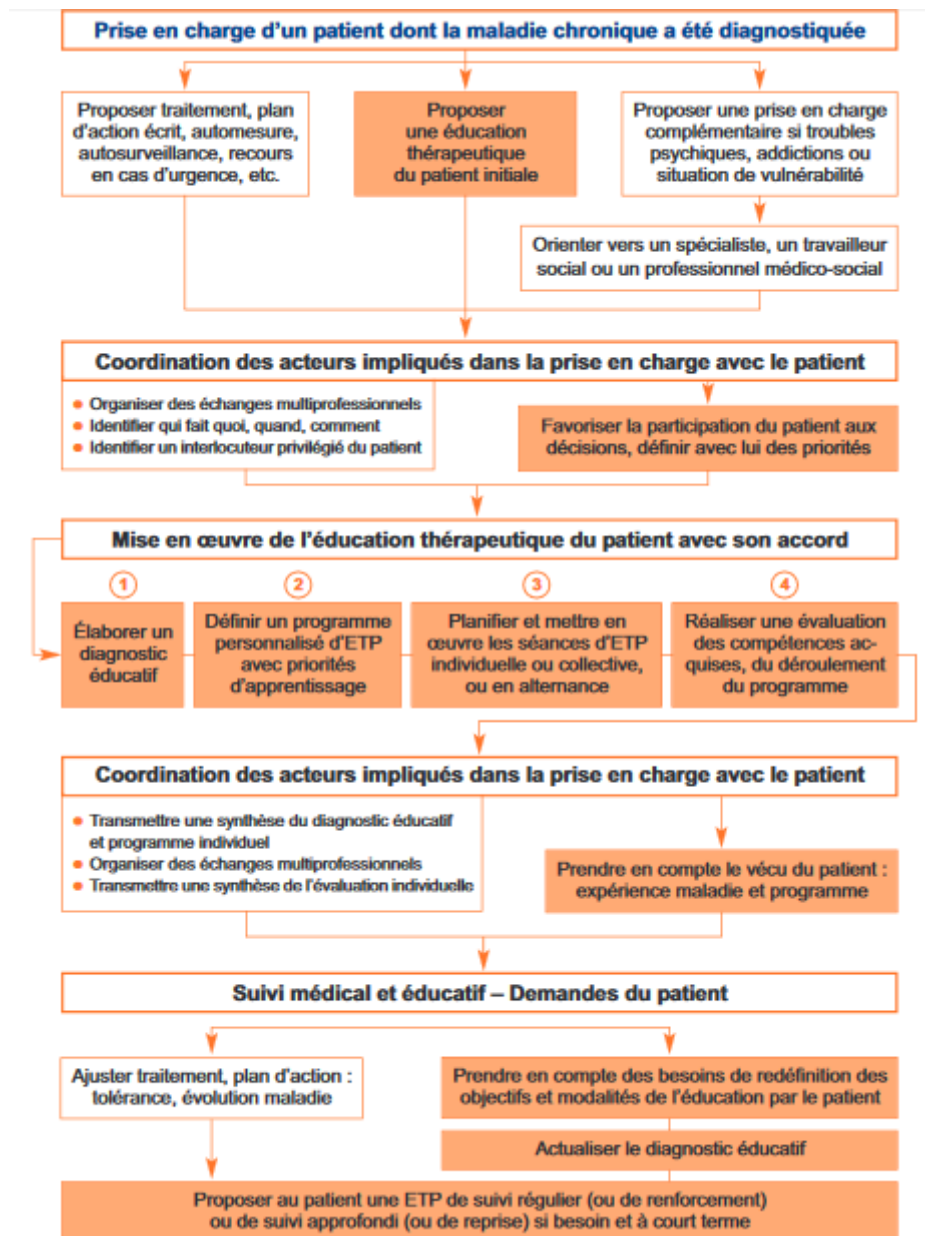 Prise en charge d'un patient dont la maladie chronique a été diagnostiquée
Proposer traitement, plan
d'action écrit, automesure,
autosurveillance, recours
en cas d'urgence, etc.
Proposer
une éducation
thérapeutique
du patient initiale
Proposer une prise en charge
complémentaire si troubles
psychiques, addictions ou
situation de vulnérabilité
Orienter vers un spécialiste, un travailleur
social ou un professionnel médico-social
Coordination des acteurs impliqués dans la prise en charge avec le patient
• Organiser des échanges multiprofessionnels
• Identifier qui fait quoi, quand, comment
• Identifier un interlocuteur privilégié du patient
Favoriser la participation du patient aux
décisions, définir avec lui des priorités
Mise en œuvre de l'éducation thérapeutique du patient avec son accord
1
Élaborer un
diagnostic
éducatif
2
Définir un programme
personnalisé d'ETP
avec priorités
d'apprentissage
3
Planifier et mettre en
œuvre les séances d'ETP
individuelle ou collective,
ou en alternance
4
Réaliser une évaluation
des compétences ac-
quises, du déroulement
du programme
Coordination des acteurs impliqués dans la prise en charge avec le patient
• Transmettre une synthèse du diagnostic éducatif
et programme individuel
• Organiser des échanges multiprofessionnels
• Transmettre une synthèse de l'évaluation individuelle
Prendre en compte le vécu du patient :
expérience maladie et programme
Suivi médical et éducatif – Demandes du patient
Ajuster traitement, plan d'action :
tolérance, évolution maladie
Prendre en compte des besoins de redéfinition des
objectifs et modalités de l'éducation par le patient
Actualiser le diagnostic éducatif
Proposer au patient une ETP de suivi régulier (ou de renforcement)
ou de suivi approfondi (ou de reprise) si besoin et à court terme